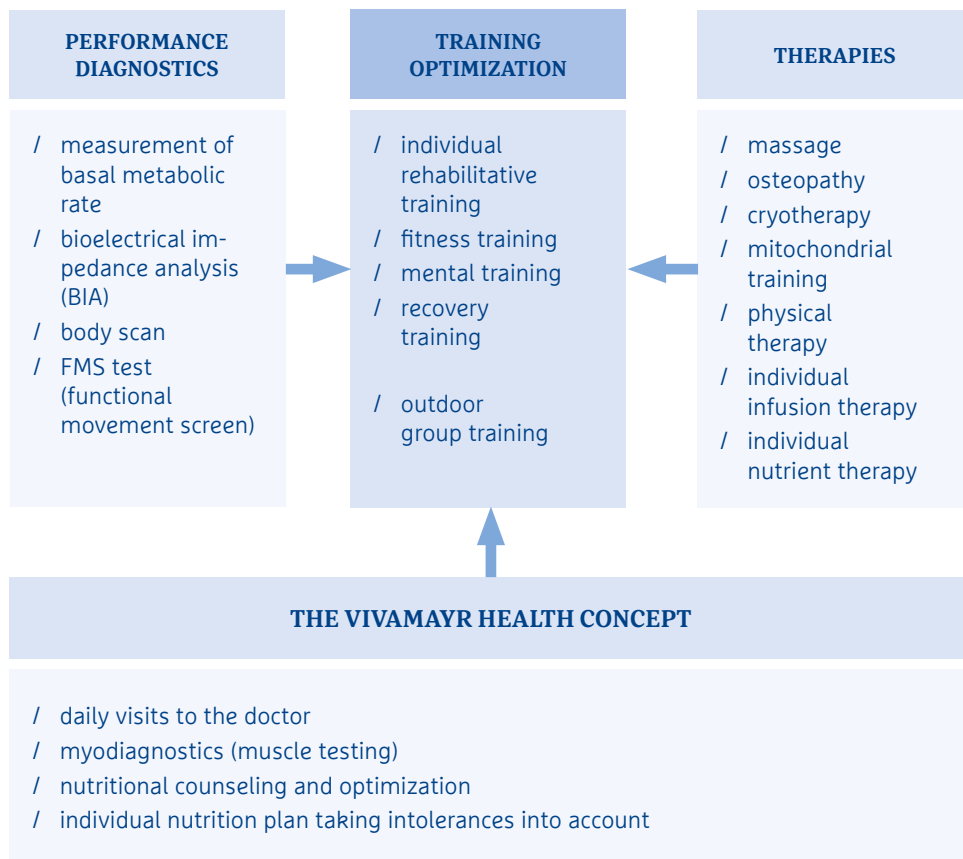 PERFORMANCE
DIAGNOSTICS
/ measurement of
basal metabolic
rate
/ bioelectrical im-
pedance analysis
(BIA)
/ body scan
/ FMS test
(functional
movement screen)
TRAINING
OPTIMIZATION
/ individual
rehabilitative
training
/ fitness training
/ mental training
/ recovery
training
/ outdoor
group training
THERAPIES
/ massage
/ osteopathy
/ cryotherapy
/ mitochondrial
training
/ physical
therapy
/ individual
infusion therapy
/ individual
nutrient therapy
THE VIVAMAYR HEALTH CONCEPT
/ daily visits to the doctor
/ myodiagnostics (muscle testing)
/ nutritional counseling and optimization
/ individual nutrition plan taking intolerances into account